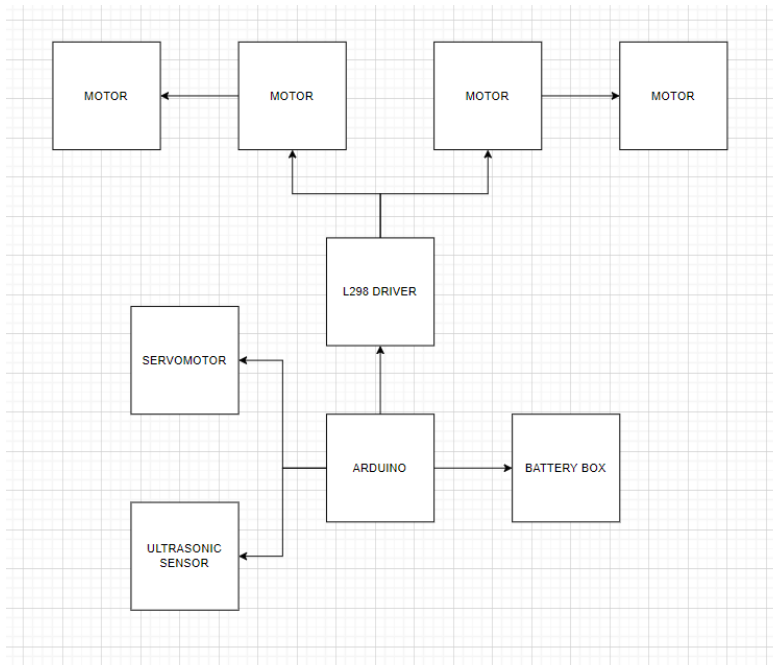 MOTOR
MOTOR
MOTOR
MOTOR
L298 DRIVER
SERVOMOTOR
ARDUINO
BATTERY BOX
ULTRASONIC
SENSOR